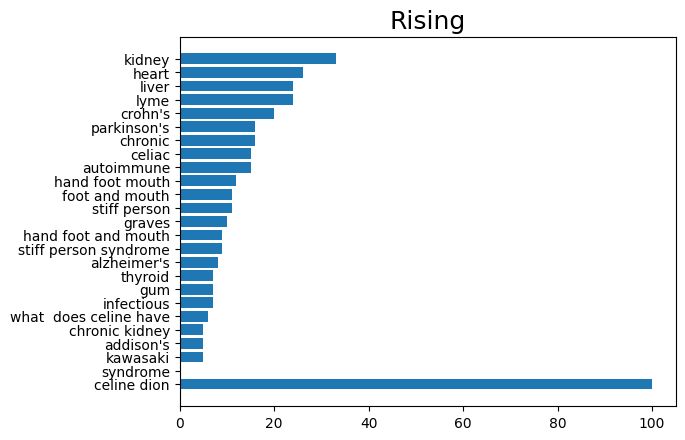 Rising
kidney
heart
liver
lyme
crohn's
parkinson's
chronic
celiac
autoimmune
hand foot mouth
foot and mouth
stiff person
graves
hand foot and mouth
stiff person syndrome
alzheimer's
thyroid
gum
infectious
what  does celine have
chronic kidney
addison's
kawasaki
syndrome
celine dion
0 20 40 60 80 100